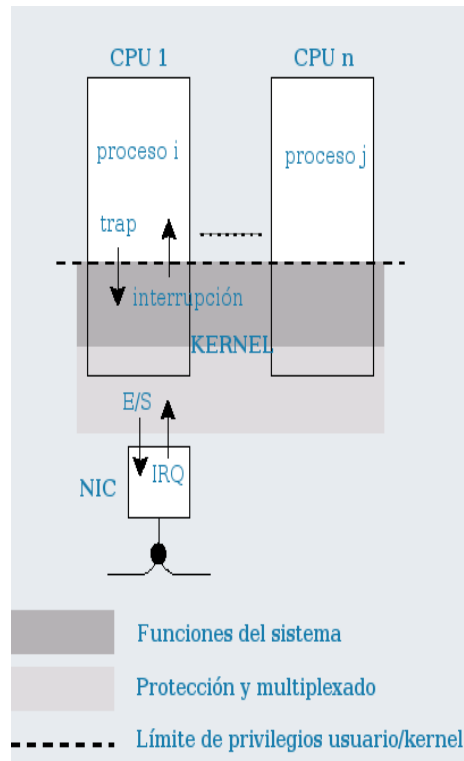 CPU 1
CPU n
proceso i
proceso j
trap
interrupción
KERNEL
E/S
IRQ
NIC
Funciones del sistema
Protección y multiplexado
Límite de privilegios usuario/kernel